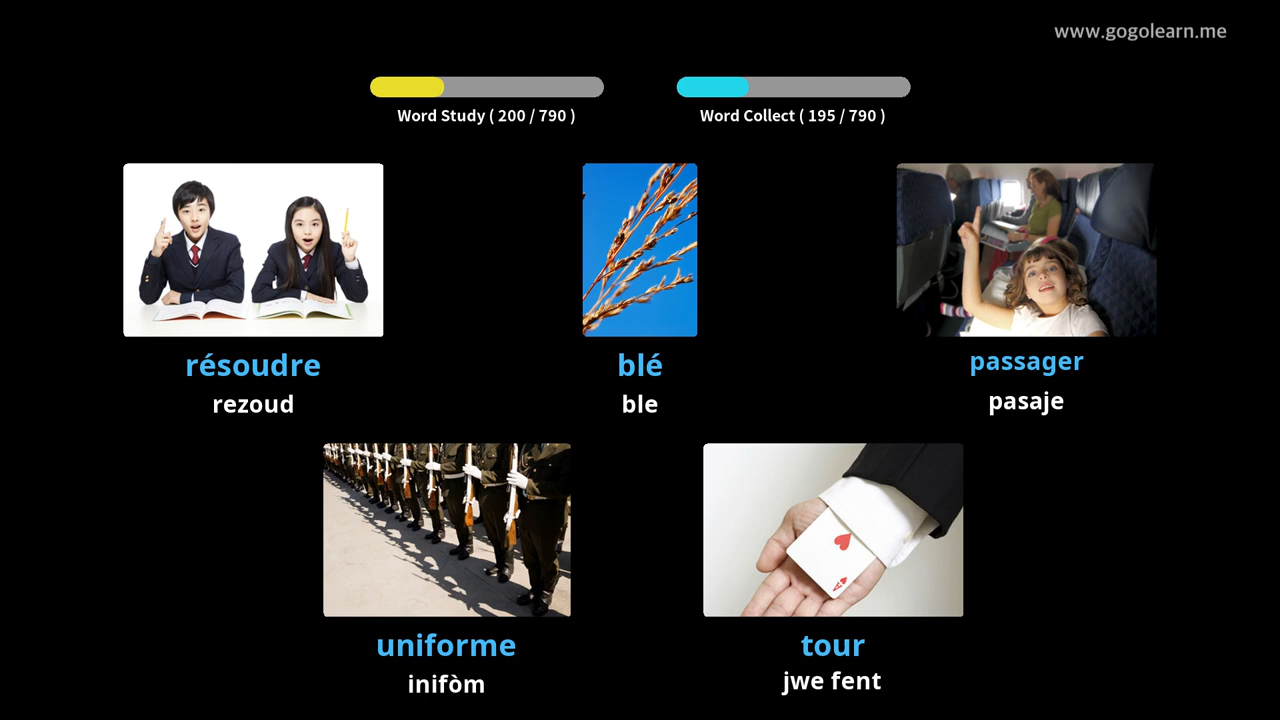 www.gogolearn.me
Word Study ( 200 / 790 )
Word Collect ( 195 / 790 )
résoudre
rezoud
blé
ble
passager
pasaje
uniforme
inifòm
tour
jwe fent